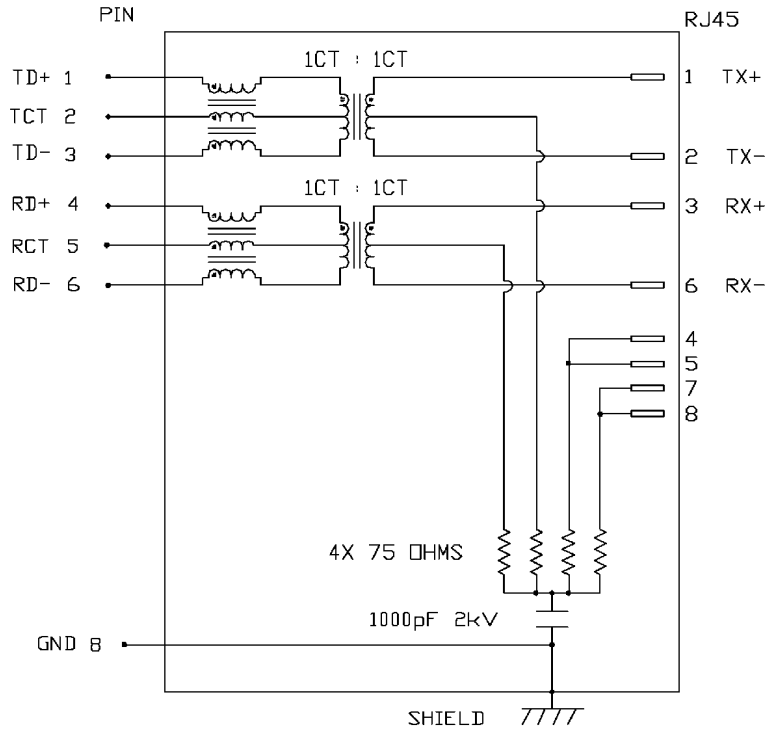 PIN
RJ45
1CT : 1CT
TD+ 1
1 TX+
TCT 2
TD- 3
2 TX-
1CT : 1CT
RD+ 4
3 RX+
RCT 5
RD- 6
6 RX-
4
5
7
8
4X 75 OHMS
1000pF 2kV
GND 8
SHIELD